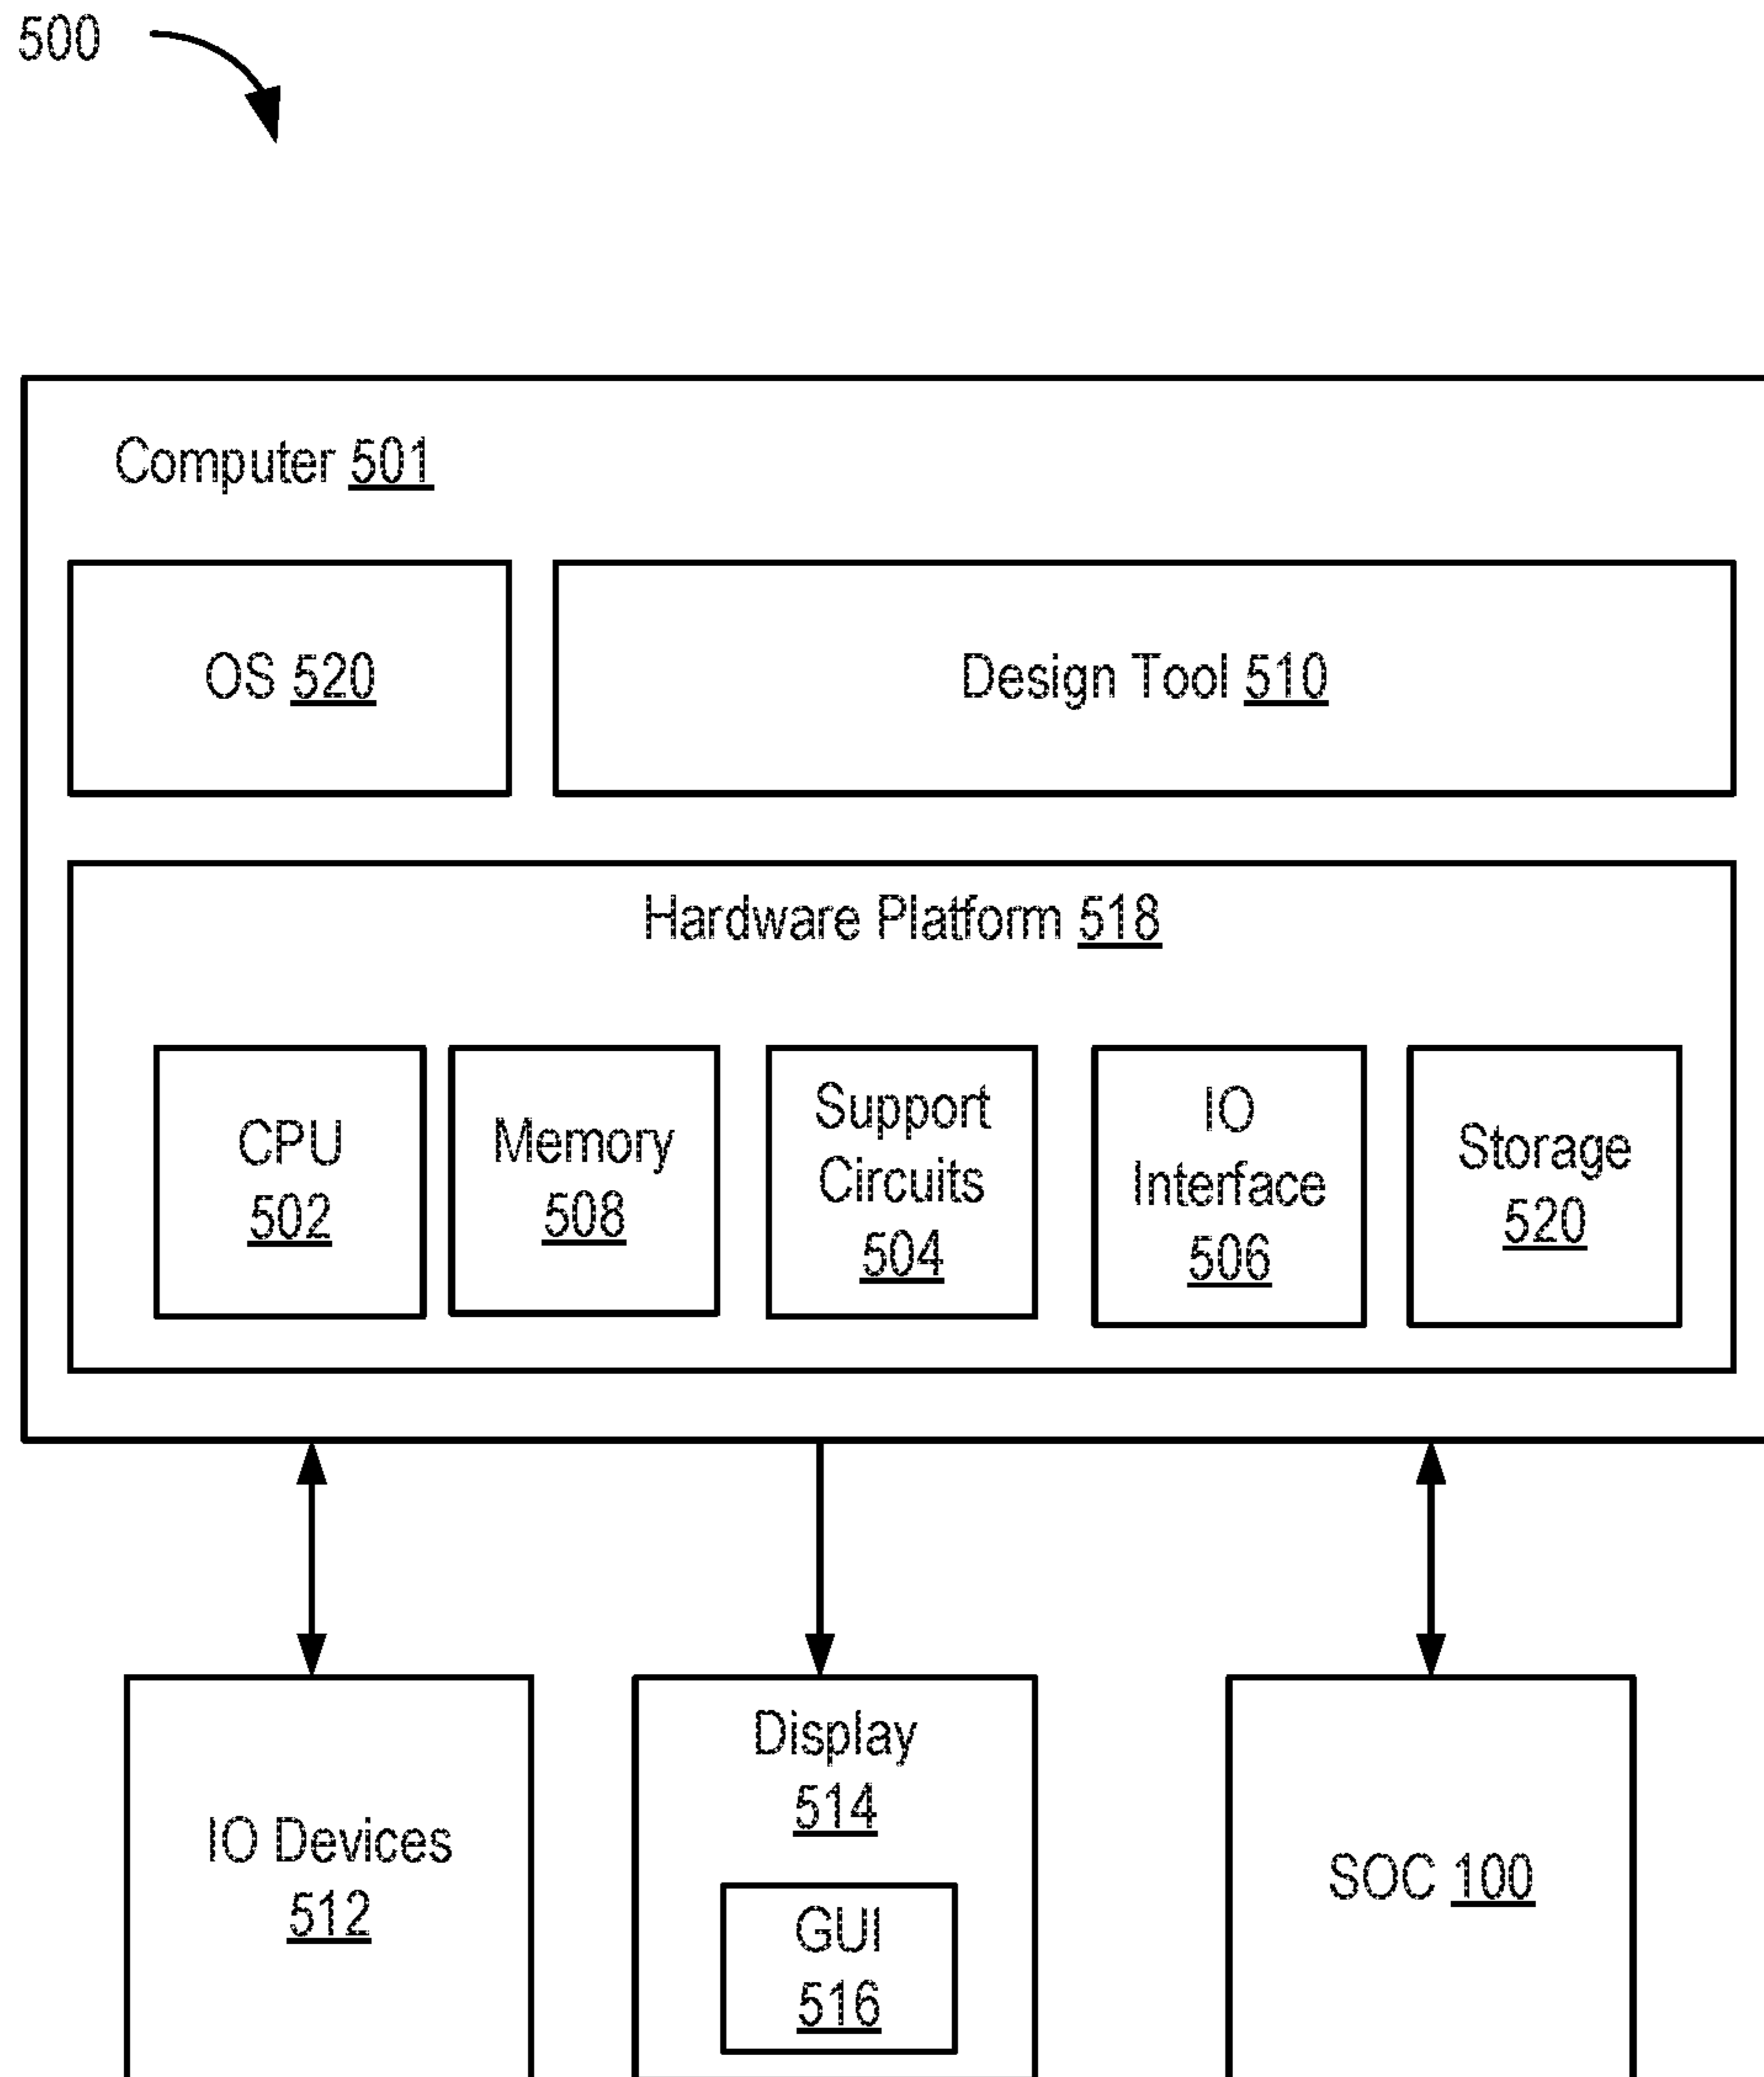 500
Computer 501
OS 520
Design Tool 510
Hardware Platform 518
CPU
502
Memory
508
Support
Circuits
504
IO
Interface
506
Storage
520
IO Devices
512
Display
514
GUI
516
SOC 100